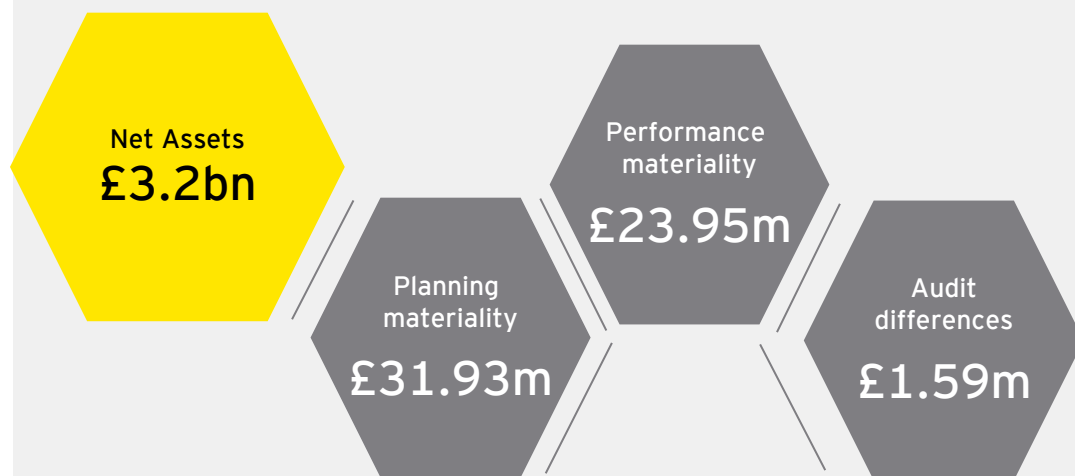 Net Assets
£3.2bn
Planning
materiality
£31.93m
Performance
materiality
£23.95m
Audit
differences
£1.59m